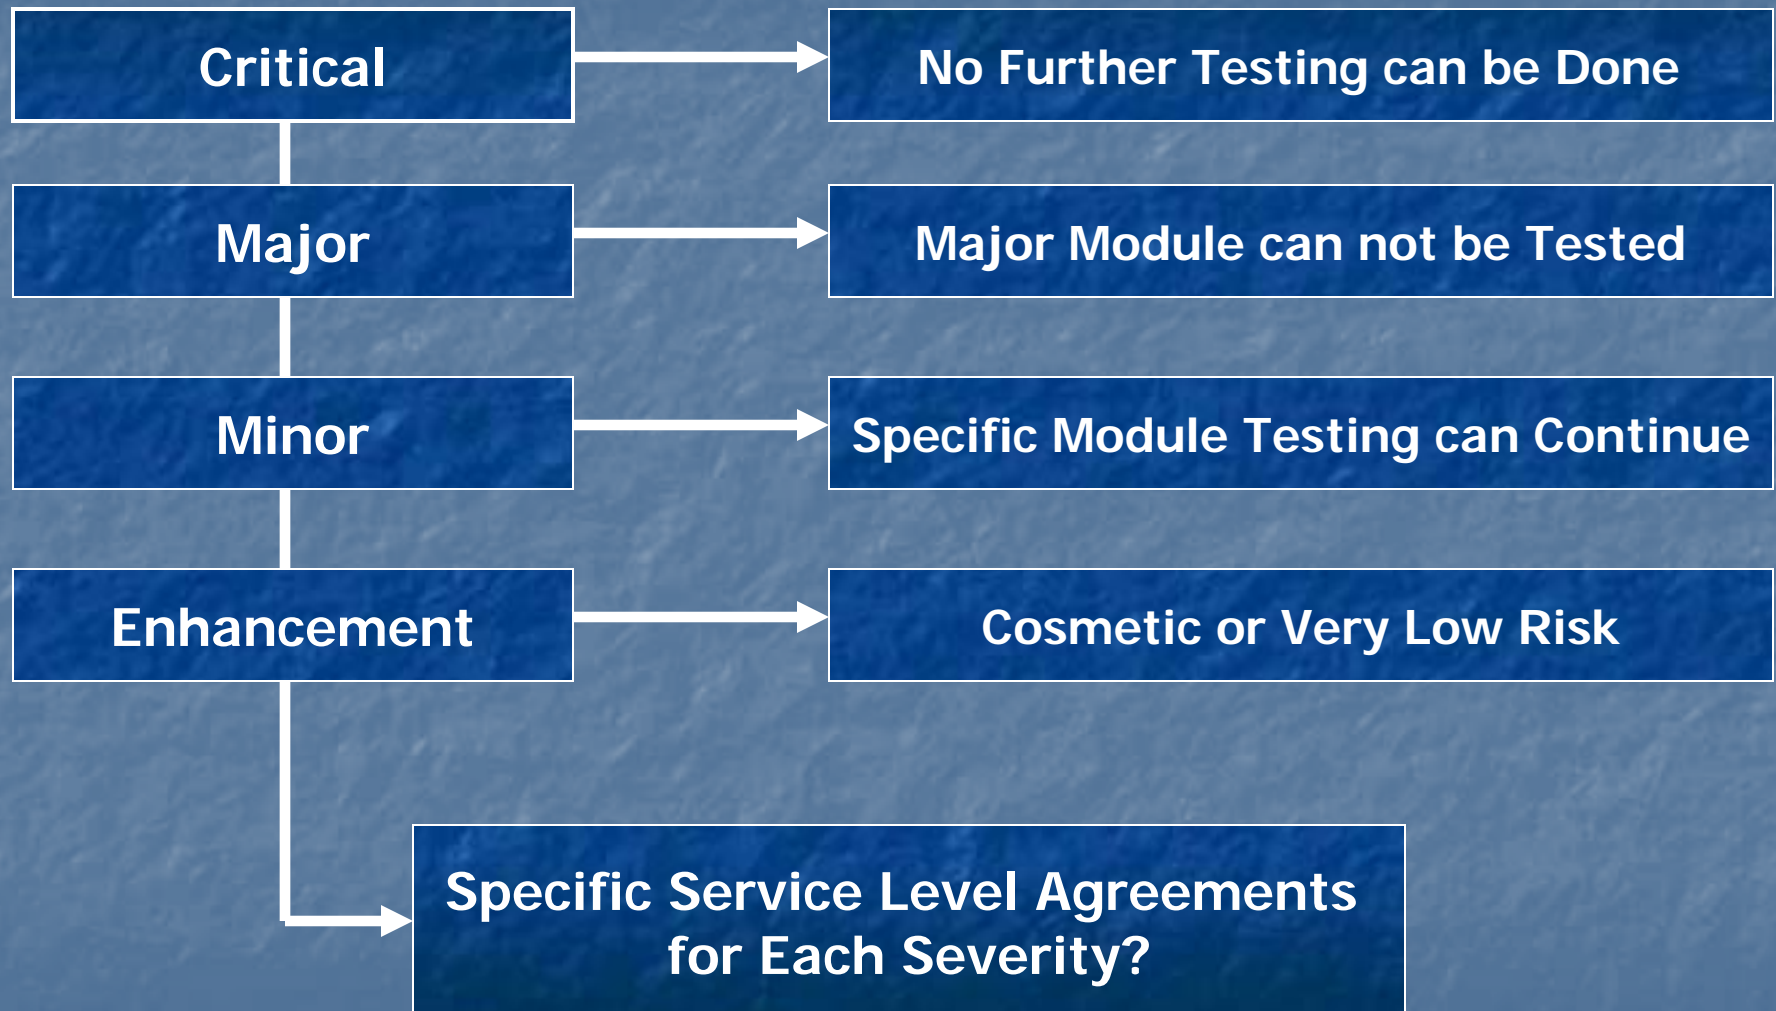 Critical
No Further Testing can be Done
Major
Major Module can not be Tested
Minor
Specific Module Testing can Continue
Enhancement
Cosmetic or Very Low Risk
Specific Service Level Agreements
for Each Severity?